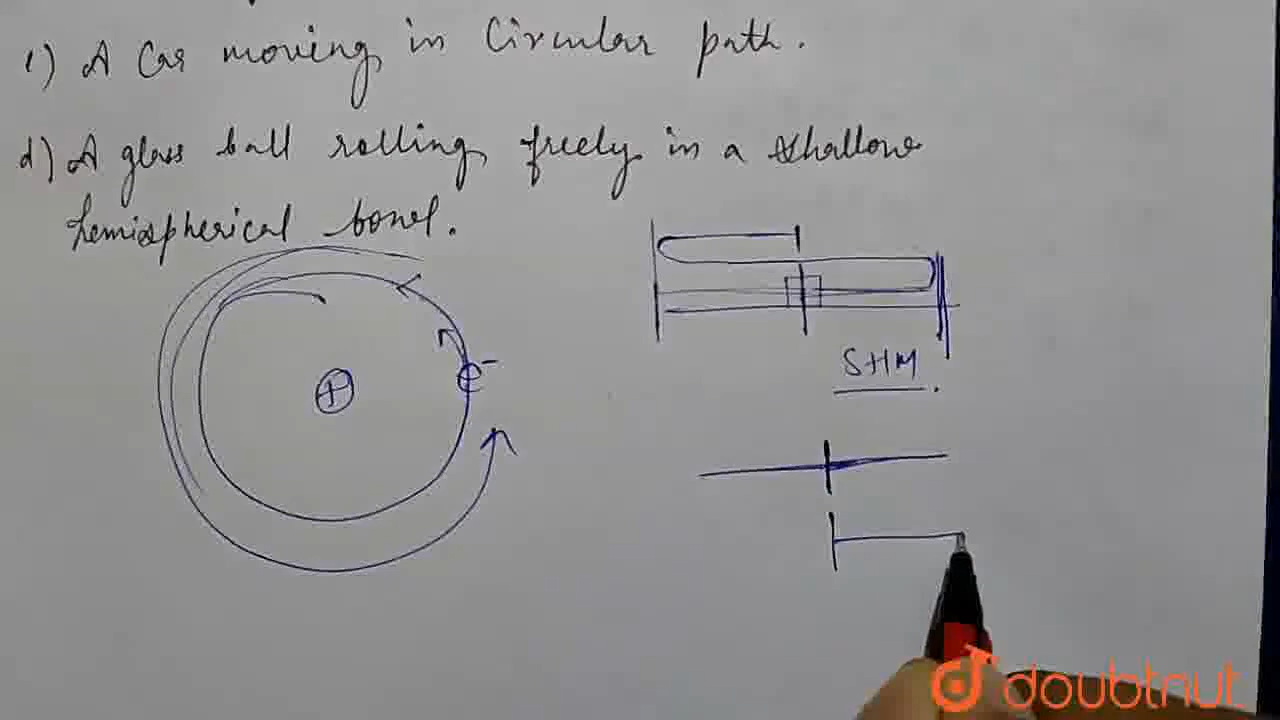 c) A Car moving in Circular path.
d) A glass ball rolling freely in a shallow
hemispherical bowl.
+
e-
SHM
doubtnut